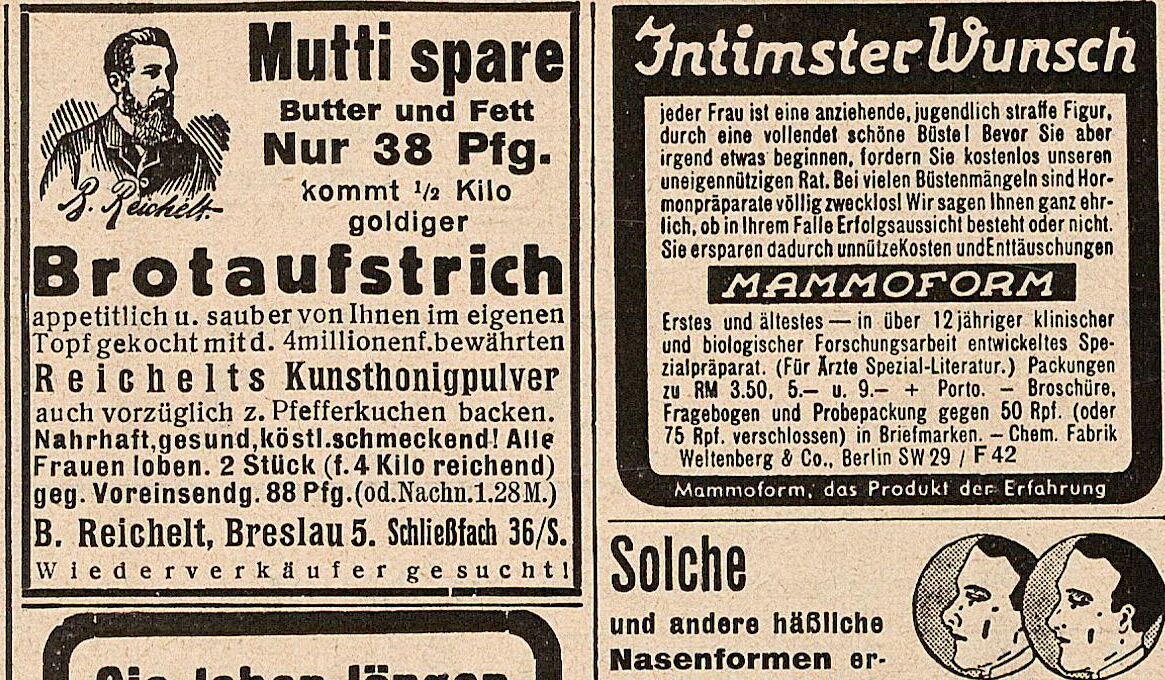 Mutti spare
Butter und Fett
Nur 38 Pfg.
kommt ½ Kilo
goldiger
B. Reichelt
Brotaufstrich
appetitlich u. sauber von Ihnen im eigenen
Topf gekocht mit d. 4millionenf.bewährten
Reichelts Kunsthonigpulver
auch vorzüglich z. Pfefferkuchen backen.
Nahrhaft,gesund,köstl.schmeckend! Alle
Frauen loben. 2 Stück (f.4 Kilo reichend)
geg. Voreinsendg. 88 Pfg.(od.Nachn.1.28M.)
B. Reichelt, Breslau 5. Schließfach 36/S.
Wiederverkäufer gesucht!
Sie leben länger
Intimster Wunsch
jeder Frau ist eine anziehende, jugendlich straffe Figur,
durch eine vollendet schöne Büste! Bevor Sie aber
irgend etwas beginnen, fordern Sie kostenlos unseren
uneigennützigen Rat. Bei vielen Büstenmängeln sind Hor-
monpräparate völlig zwecklos! Wir sagen Ihnen ganz ehr-
lich, ob in Ihrem Falle Erfolgsaussicht besteht oder nicht.
Sie ersparen dadurch unnütze Kosten und Enttäuschungen
MAMMOFORM
Erstes und ältestes — in über 12jähriger klinischer
und biologischer Forschungsarbeit entwickeltes Spe-
zialpräparat. (Für Ärzte Spezial-Literatur.) Packungen
zu RM 3.50, 5.— u. 9.— + Porto. — Broschüre,
Fragebogen und Probepackung gegen 50 Rpf. (oder
75 Rpf. verschlossen) in Briefmarken. — Chem. Fabrik
Weltenberg & Co., Berlin SW 29 / F 42
Mammoform, das Produkt der Erfahrung
Solche
und andere häßliche
Nasenformen er-